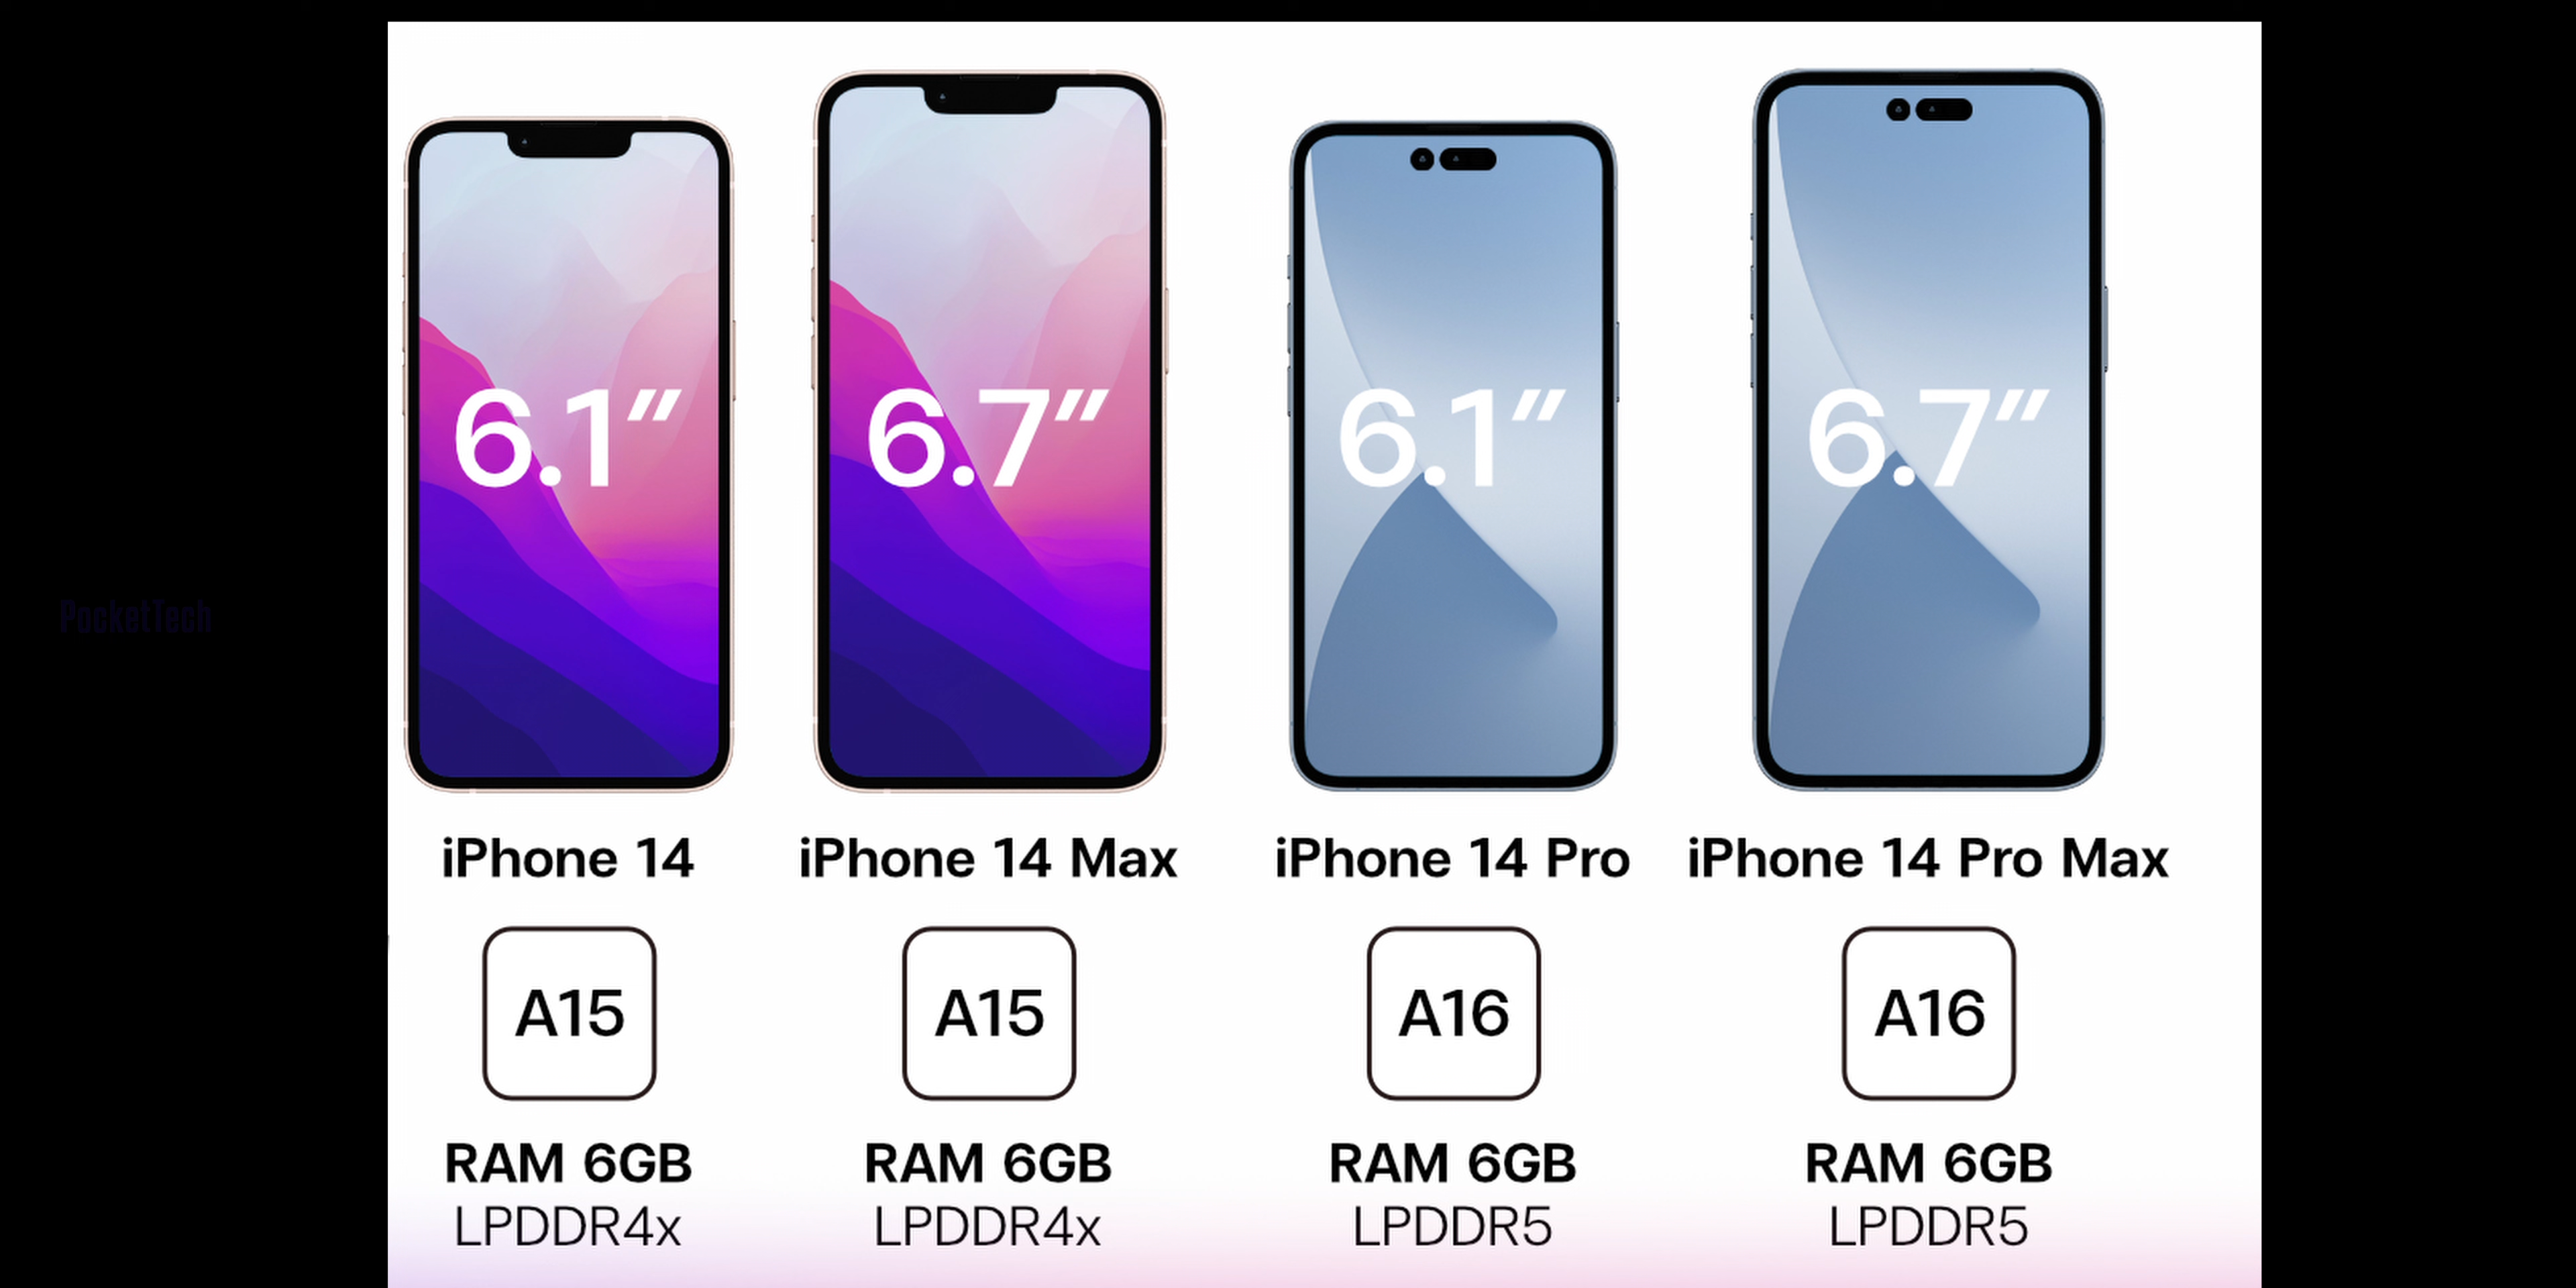 6.1″ 6.7″ 6.1″ 6.7″
PocketTech
iPhone 14 iPhone 14 Max iPhone 14 Pro iPhone 14 Pro Max
A15 A15 A16 A16
RAM 6GB RAM 6GB RAM 6GB RAM 6GB
LPDDR4x LPDDR4x LPDDR5 LPDDR5